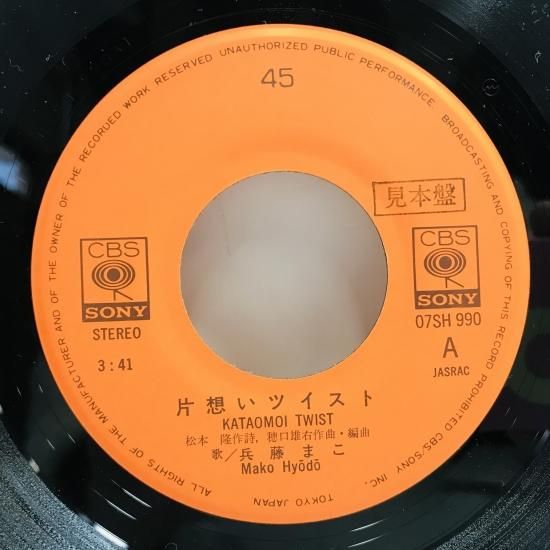 ALL RIGHTS OF THE MANUFACTURER AND OF THE OWNER OF THE RECORDED WORK RESERVED UNAUTHORIZED PUBLIC PERFORMANCE BROADCASTING AND COPYING OF THIS RECORD PROHIBITED CBS/SONY INC.
TOKYO JAPAN
45
見本盤
CBS
SONY
STEREO
3:41
CBS
SONY
07SH 990
A
JASRAC
片想いツイスト
KATAOMOI TWIST
松本 隆作詩, 穂口雄右作曲・編曲
歌/兵藤まこ
Mako Hyōdō